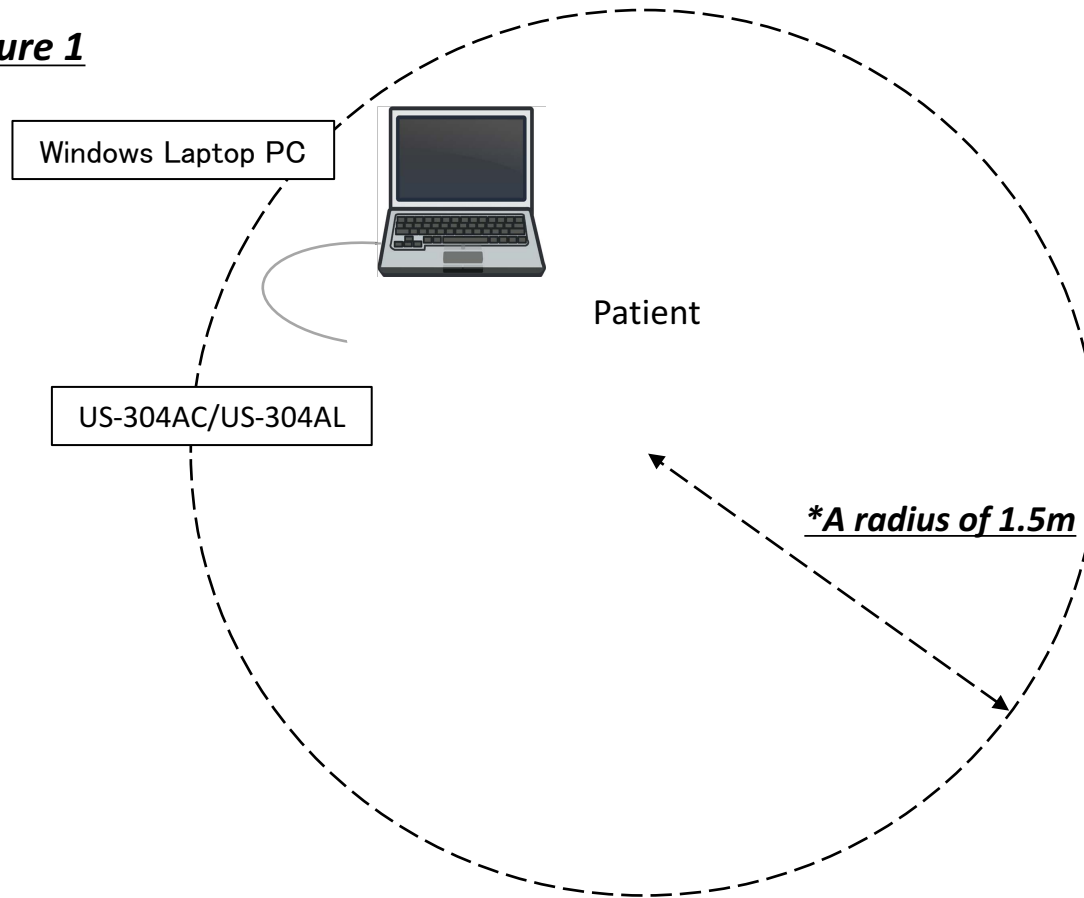 ure 1
Windows Laptop PC
Patient
US-304AC/US-304AL
*A radius of 1.5m